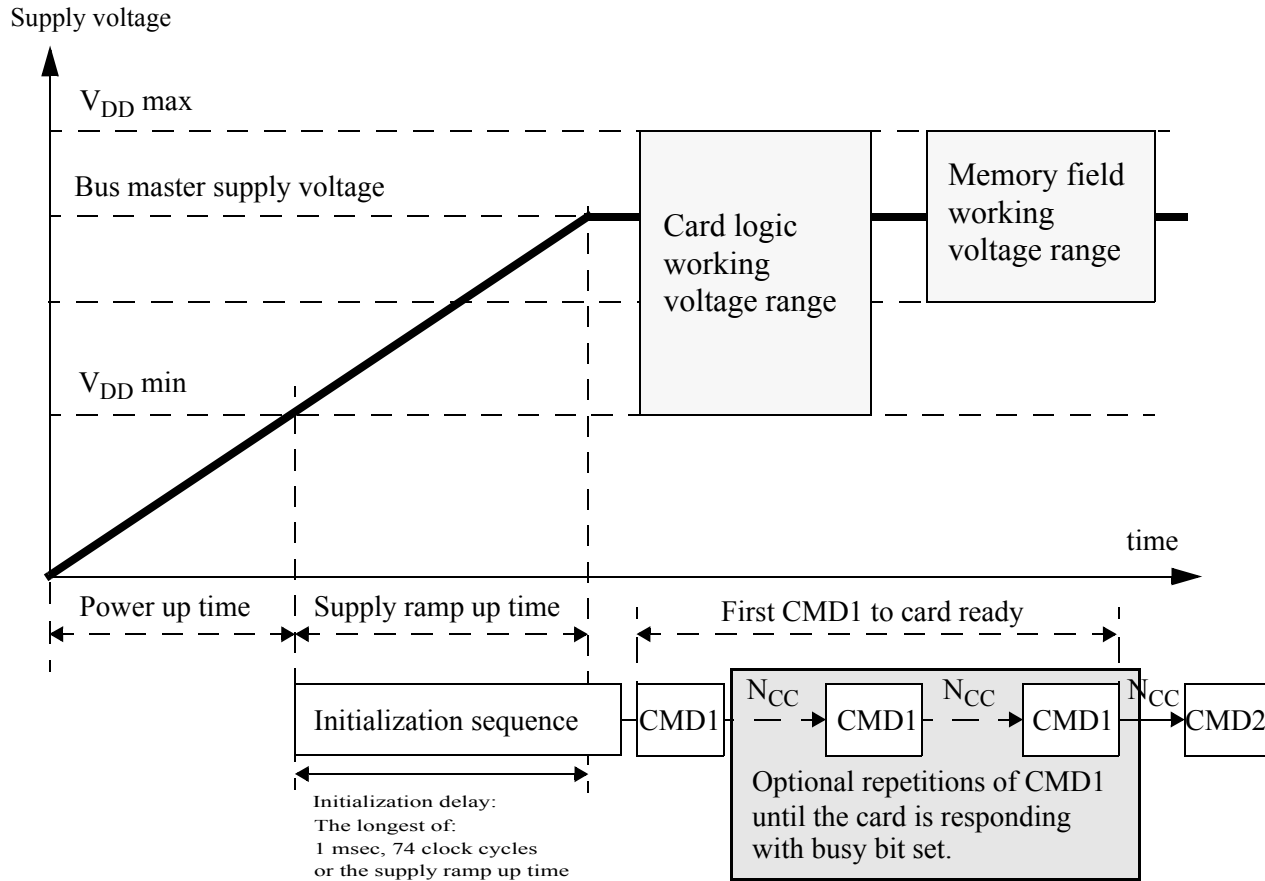 Supply voltage
V_DD max
Bus master supply voltage
Card logic
working
voltage range
Memory field
working
voltage range
V_DD min
time
Power up time
Supply ramp up time
First CMD1 to card ready
Initialization sequence
CMD1
N_CC
CMD1
N_CC
CMD1
N_CC
CMD2
Initialization delay:
The longest of:
1 msec, 74 clock cycles
or the supply ramp up time
Optional repetitions of CMD1
until the card is responding
with busy bit set.